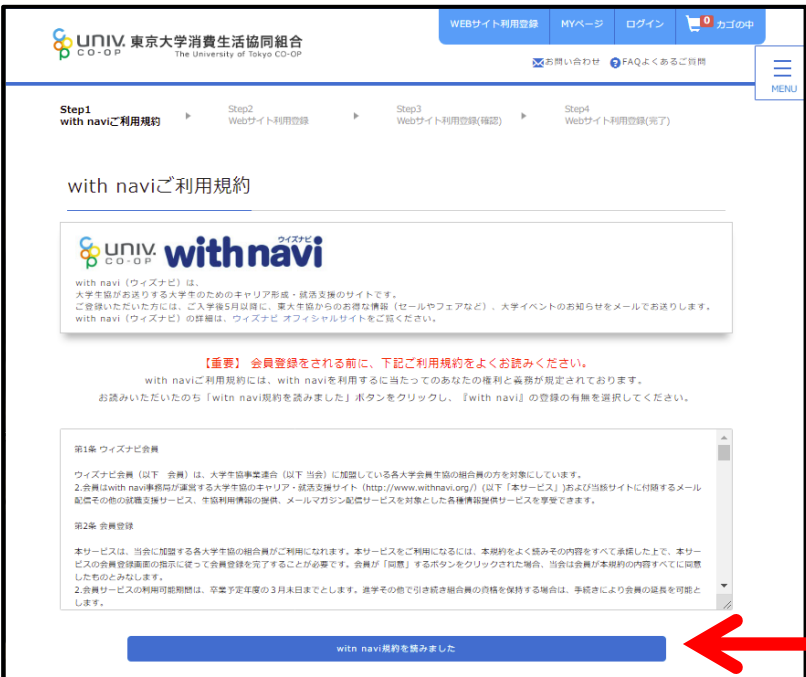 WEBサイト利用登録 MYページ ログイン 0 カゴの中
UNIV. CO-OP 東京大学消費生活協同組合
The University of Tokyo CO-OP
お問い合わせ ?FAQよくあるご質問
MENU
Step1 Step2 Step3 Step4
with naviご利用規約 ▶ Webサイト利用登録 ▶ Webサイト利用登録(確認) ▶ Webサイト利用登録(完了)
with naviご利用規約
UNIV. CO-OP with navi ウィズナビ
with navi（ウィズナビ）は、
大学生協がお送りする大学生のためのキャリア形成・就活支援のサイトです。
ご登録いただいた方には、ご入学後5月以降に、東大生協からのお得な情報（セールやフェアなど）、大学イベントのお知らせをメールでお送りします。
with navi（ウィズナビ）の詳細は、ウィズナビ オフィシャルサイトをご覧ください。
【重要】 会員登録をされる前に、下記ご利用規約をよくお読みください。
with naviご利用規約には、with naviを利用するに当たってのあなたの権利と義務が規定されております。
お読みいただいたのち「witn navi規約を読みました」ボタンをクリックし、『with navi』の登録の有無を選択してください。
第1条 ウィズナビ会員
ウィズナビ会員（以下　会員）は、大学生協事業連合（以下 当会）に加盟している各大学会員生協の組合員の方を対象にしています。
2.会員はwith navi事務局が運営する大学生協のキャリア・就活支援サイト（http://www.withnavi.org/）(以下「本サービス」)および当該サイトに付随するメール
配信その他の就職支援サービス、生協利用情報の提供、メールマガジン配信サービスを対象とした各種情報提供サービスを享受できます。
第2条 会員登録
本サービスは、当会に加盟する各大学生協の組合員がご利用になれます。本サービスをご利用になるには、本規約をよく読みその内容をすべて承諾した上で、本サー
ビスの会員登録画面の指示に従って会員登録を完了することが必要です。会員が「同意」するボタンをクリックされた場合、当会は会員が本規約の内容すべてに同意
したものとみなします。
2.会員サービスの利用可能期間は、卒業予定年度の３月末日までとします。進学その他で引き続き組合員の資格を保持する場合は、手続きにより会員の延長を可能と
します。
witn navi規約を読みました